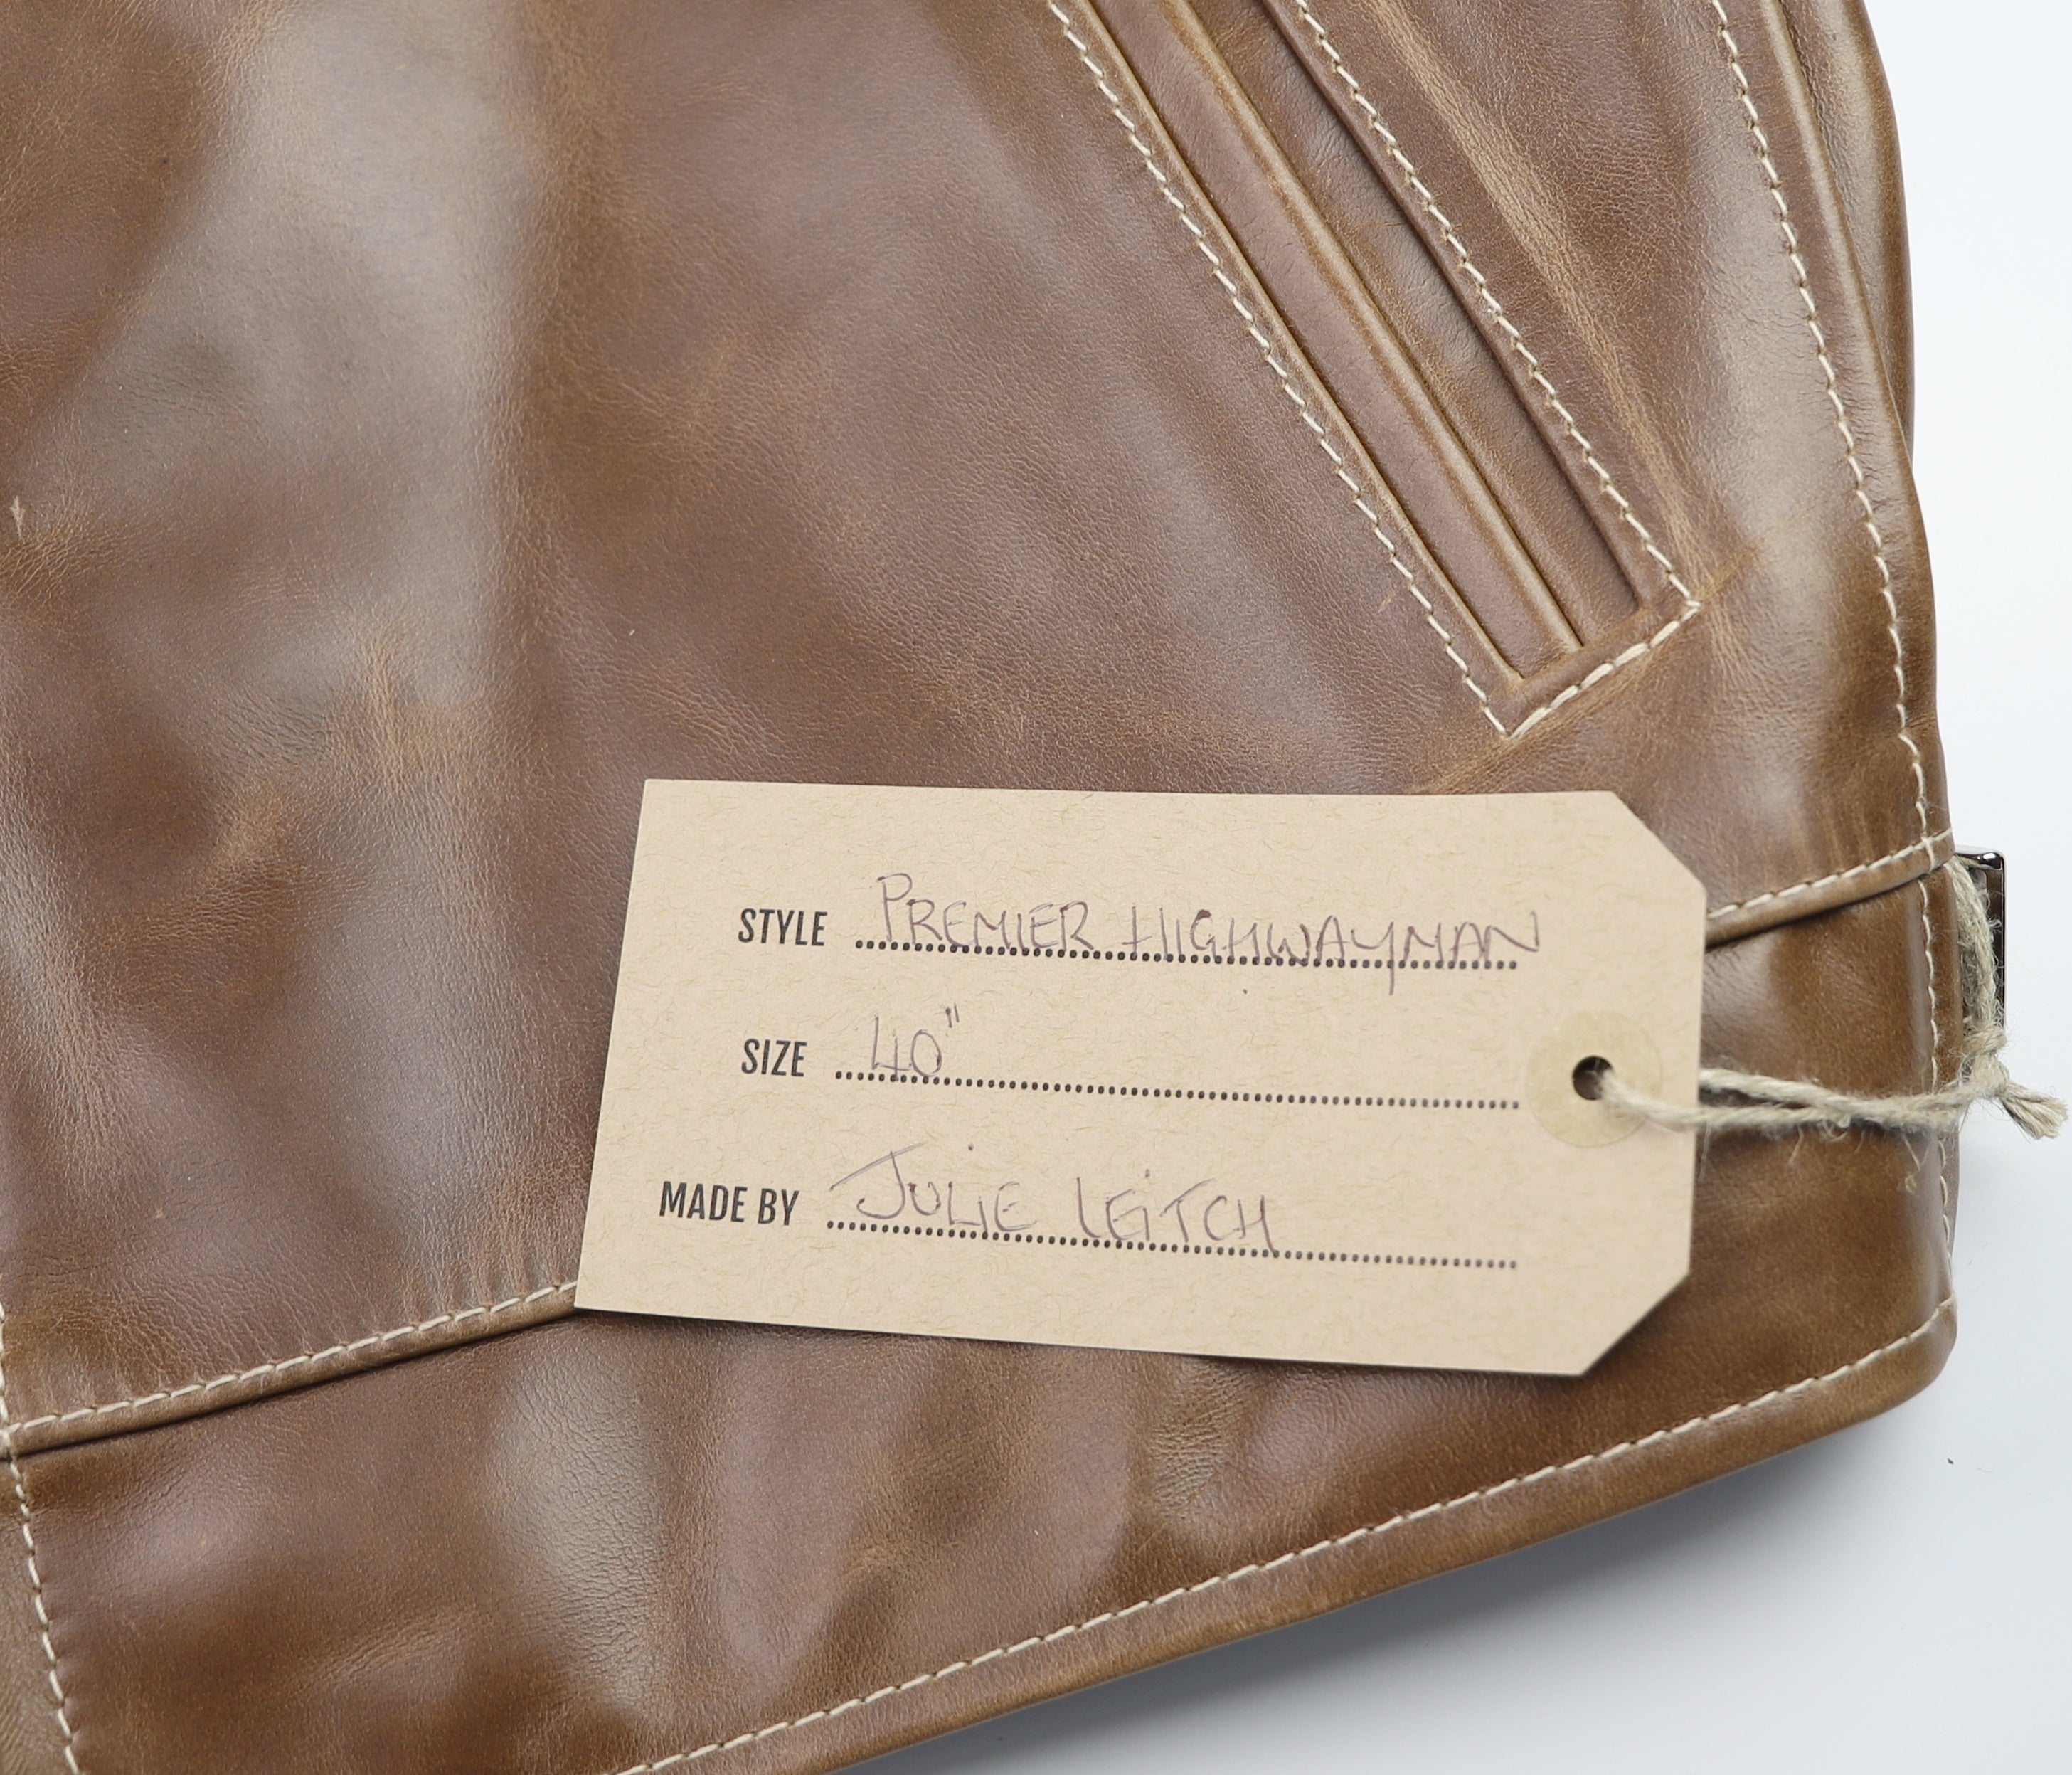 STYLE PREMIER HIGHWAYMAN
SIZE 40"
MADE BY JULIE LEITCH